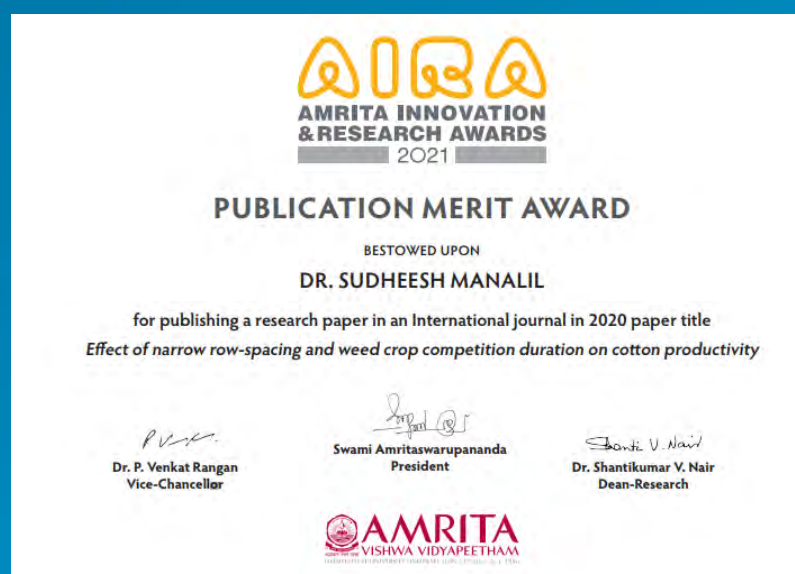 AIRA
AMRITA INNOVATION
& RESEARCH AWARDS
2021
PUBLICATION MERIT AWARD
BESTOWED UPON
DR. SUDHEESH MANALIL
for publishing a research paper in an International journal in 2020 paper title
Effect of narrow row-spacing and weed crop competition duration on cotton productivity
Dr. P. Venkat Rangan
Vice-Chancellor
Swami Amritaswarupananda
President
Shanti V. Nair
Dr. Shantikumar V. Nair
Dean-Research
AMRITA
VISHWA VIDYAPEETHAM